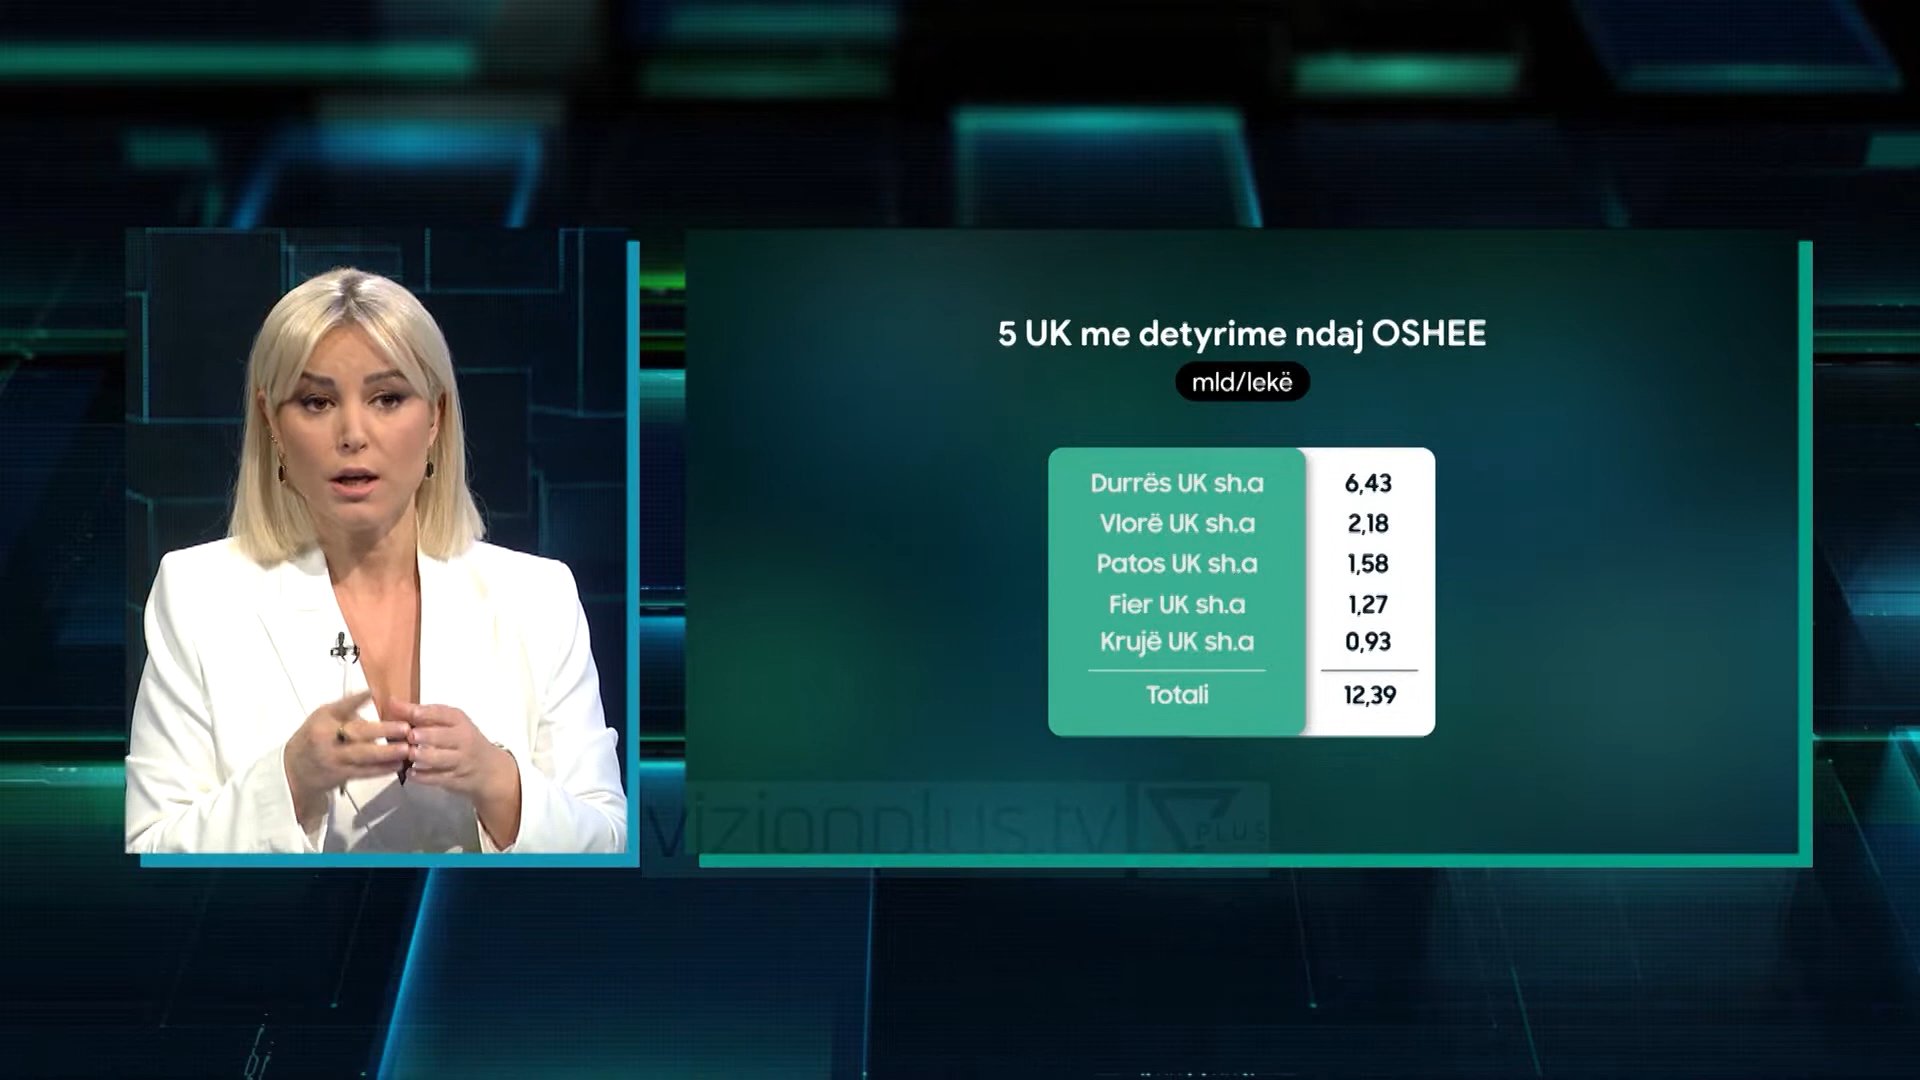 5 UK me detyrime ndaj OSHEE
mld/lekë
Durrës UK sh.a 6,43
Vlorë UK sh.a 2,18
Patos UK sh.a 1,58
Fier UK sh.a 1,27
Krujë UK sh.a 0,93
Totali 12,39
vizionplus.tv PLUS